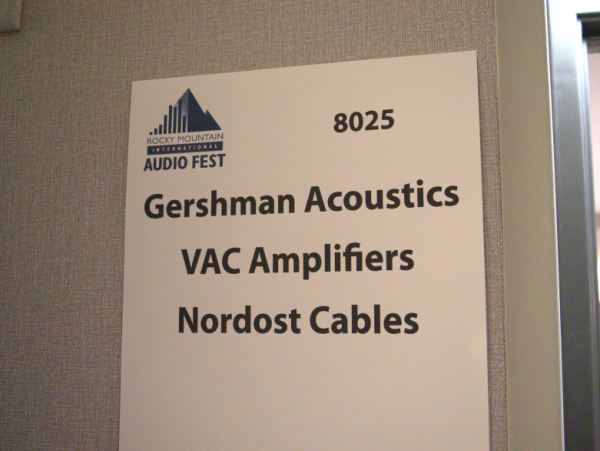 ROCKY MOUNTAIN
INTERNATIONAL
AUDIO FEST
8025
Gershman Acoustics
VAC Amplifiers
Nordost Cables